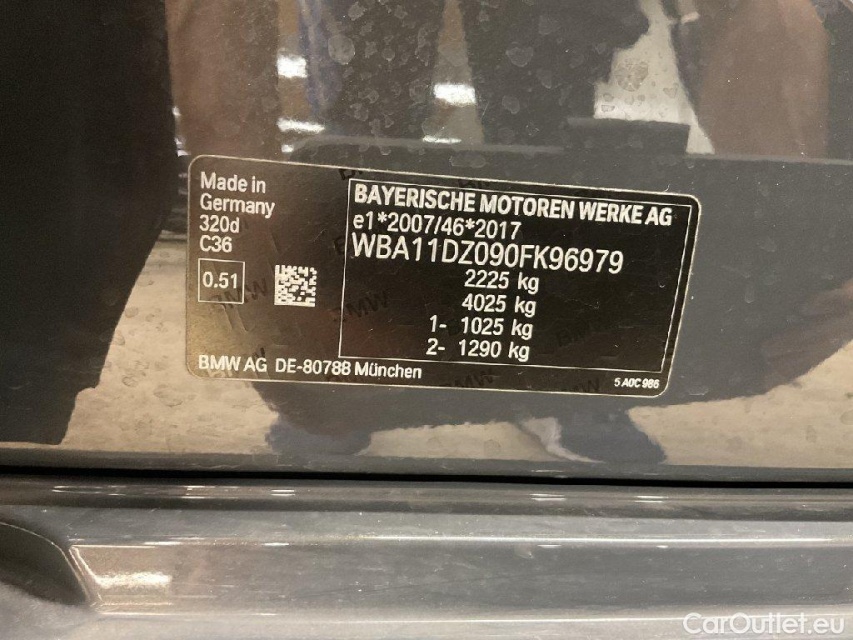 Made in
Germany
320d
C36
0.51
BMW AG DE-80788 München
BAYERISCHE MOTOREN WERKE AG
e1*2007/46*2017
WBA11DZ090FK96979
2225 kg
4025 kg
1- 1025 kg
2- 1290 kg
5 A0C 986
CarOutlet.eu